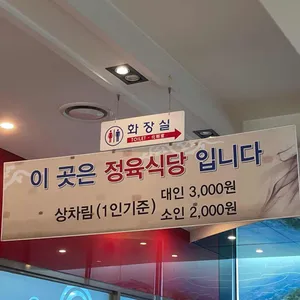 화장실
TOILET
이 곳은 정육식당 입니다
상차림(1인기준) 대인 3,000원
소인 2,000원